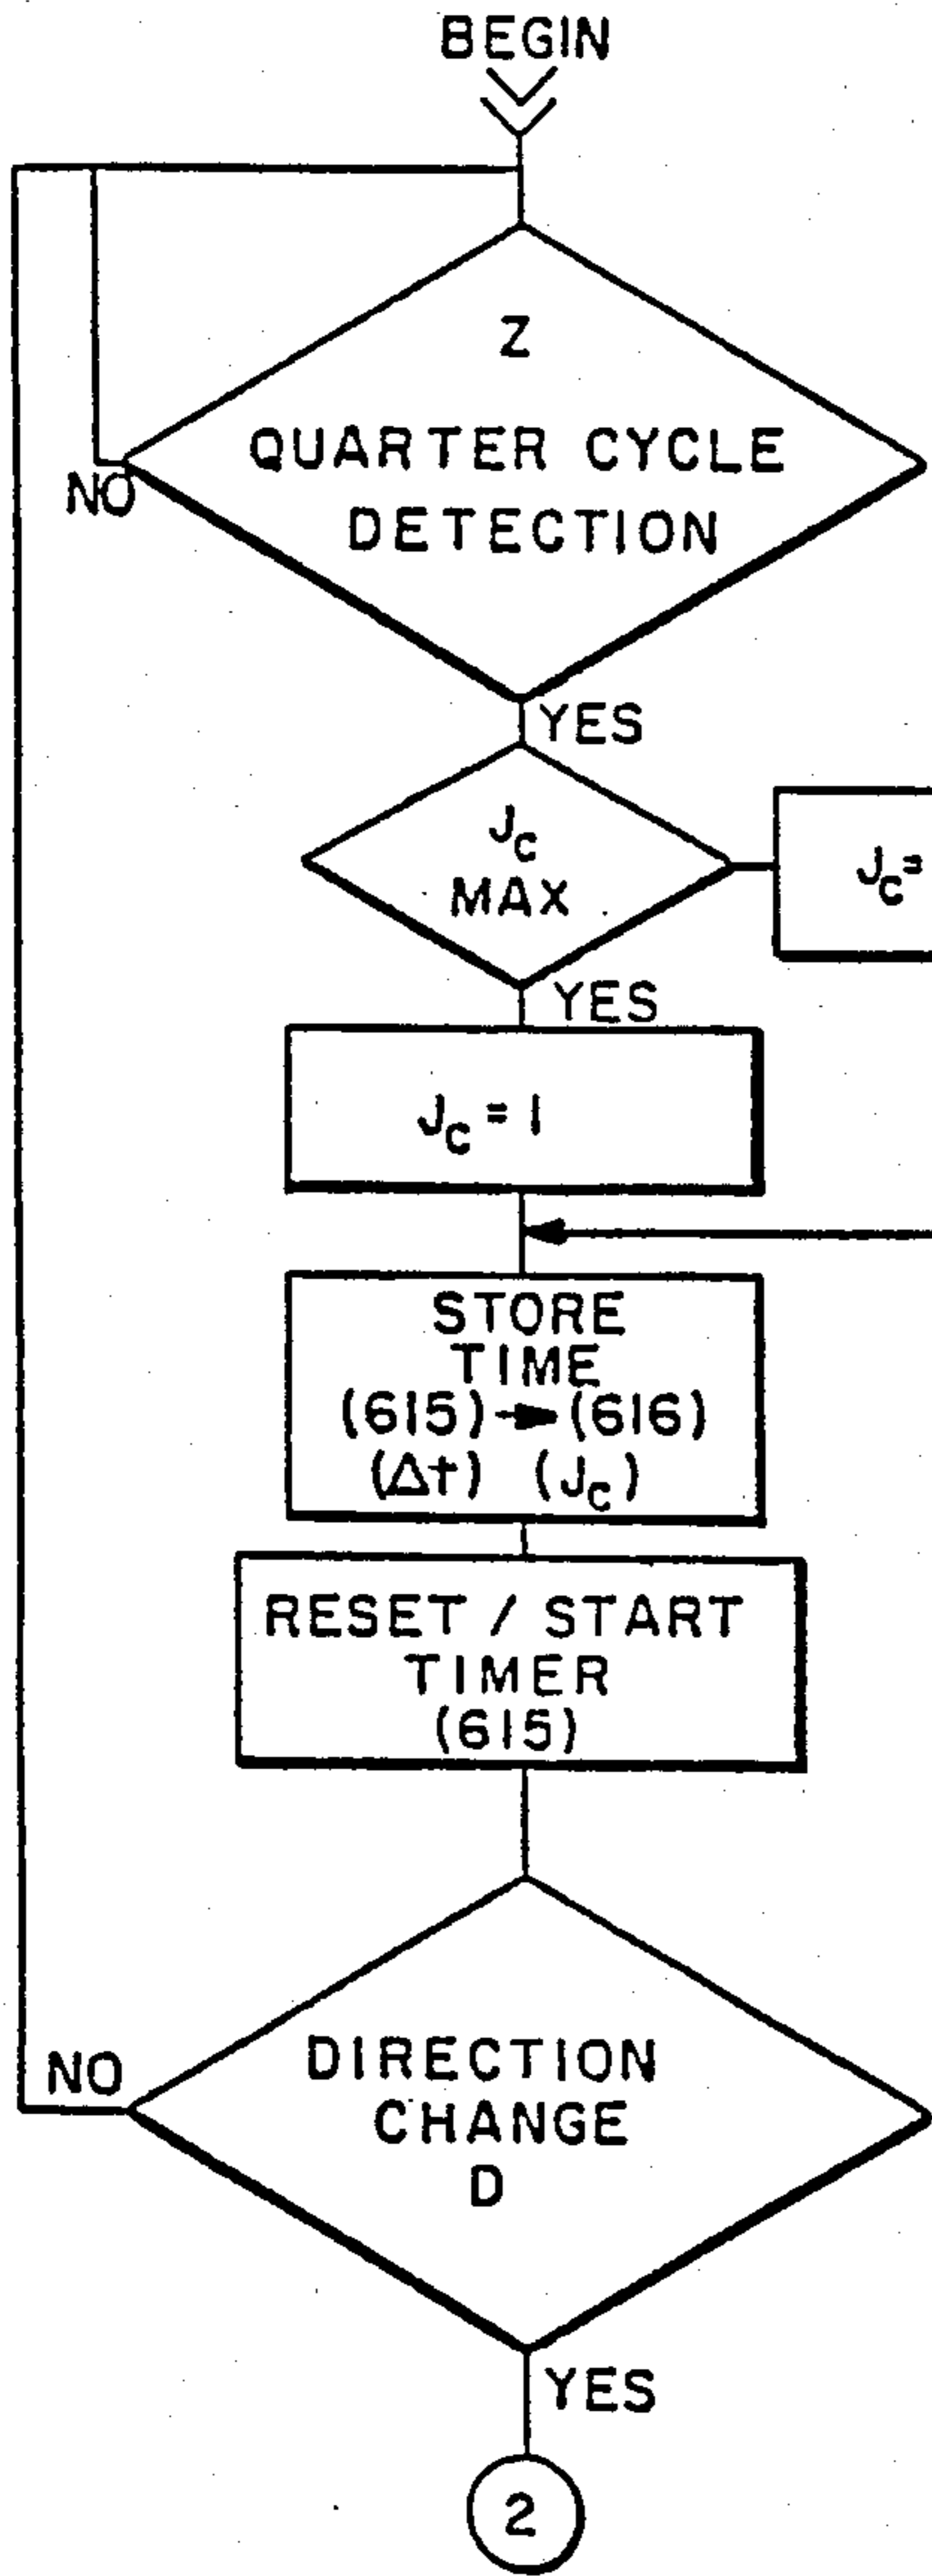 BEGIN
Z
QUARTER CYCLE
DETECTION
NO
YES
J_C
MAX
J_C=
YES
J_C = 1
STORE
TIME
(615) → (616)
(Δt) (J_C)
RESET / START
TIMER
(615)
DIRECTION
CHANGE
D
NO
YES
2